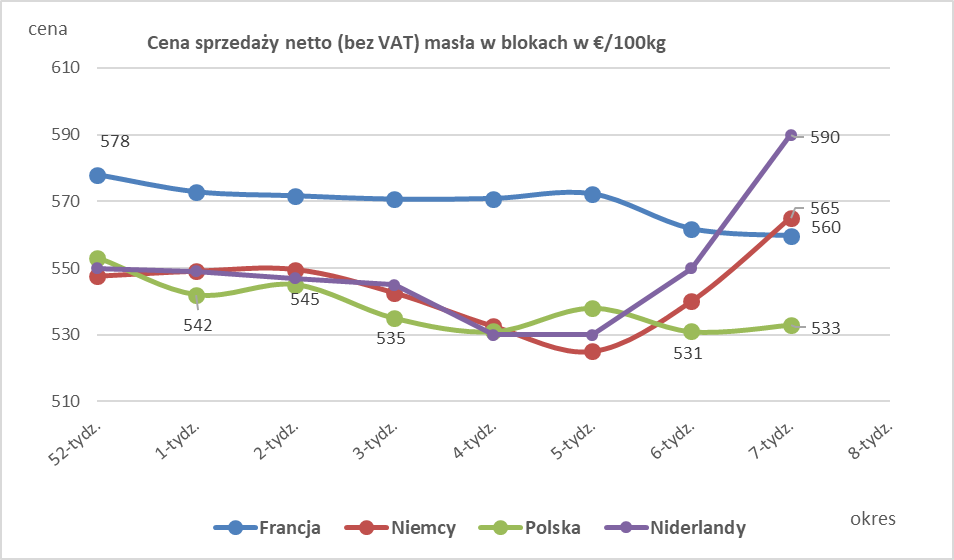 cena
Cena sprzedaży netto (bez VAT) masła w blokach w €/100kg
610
590
570
550
530
510
578
542
545
535
531
590
565
560
533
52-tydz.
1-tydz.
2-tydz.
3-tydz.
4-tydz.
5-tydz.
6-tydz.
7-tydz.
8-tydz.
Francja Niemcy Polska Niderlandy
okres